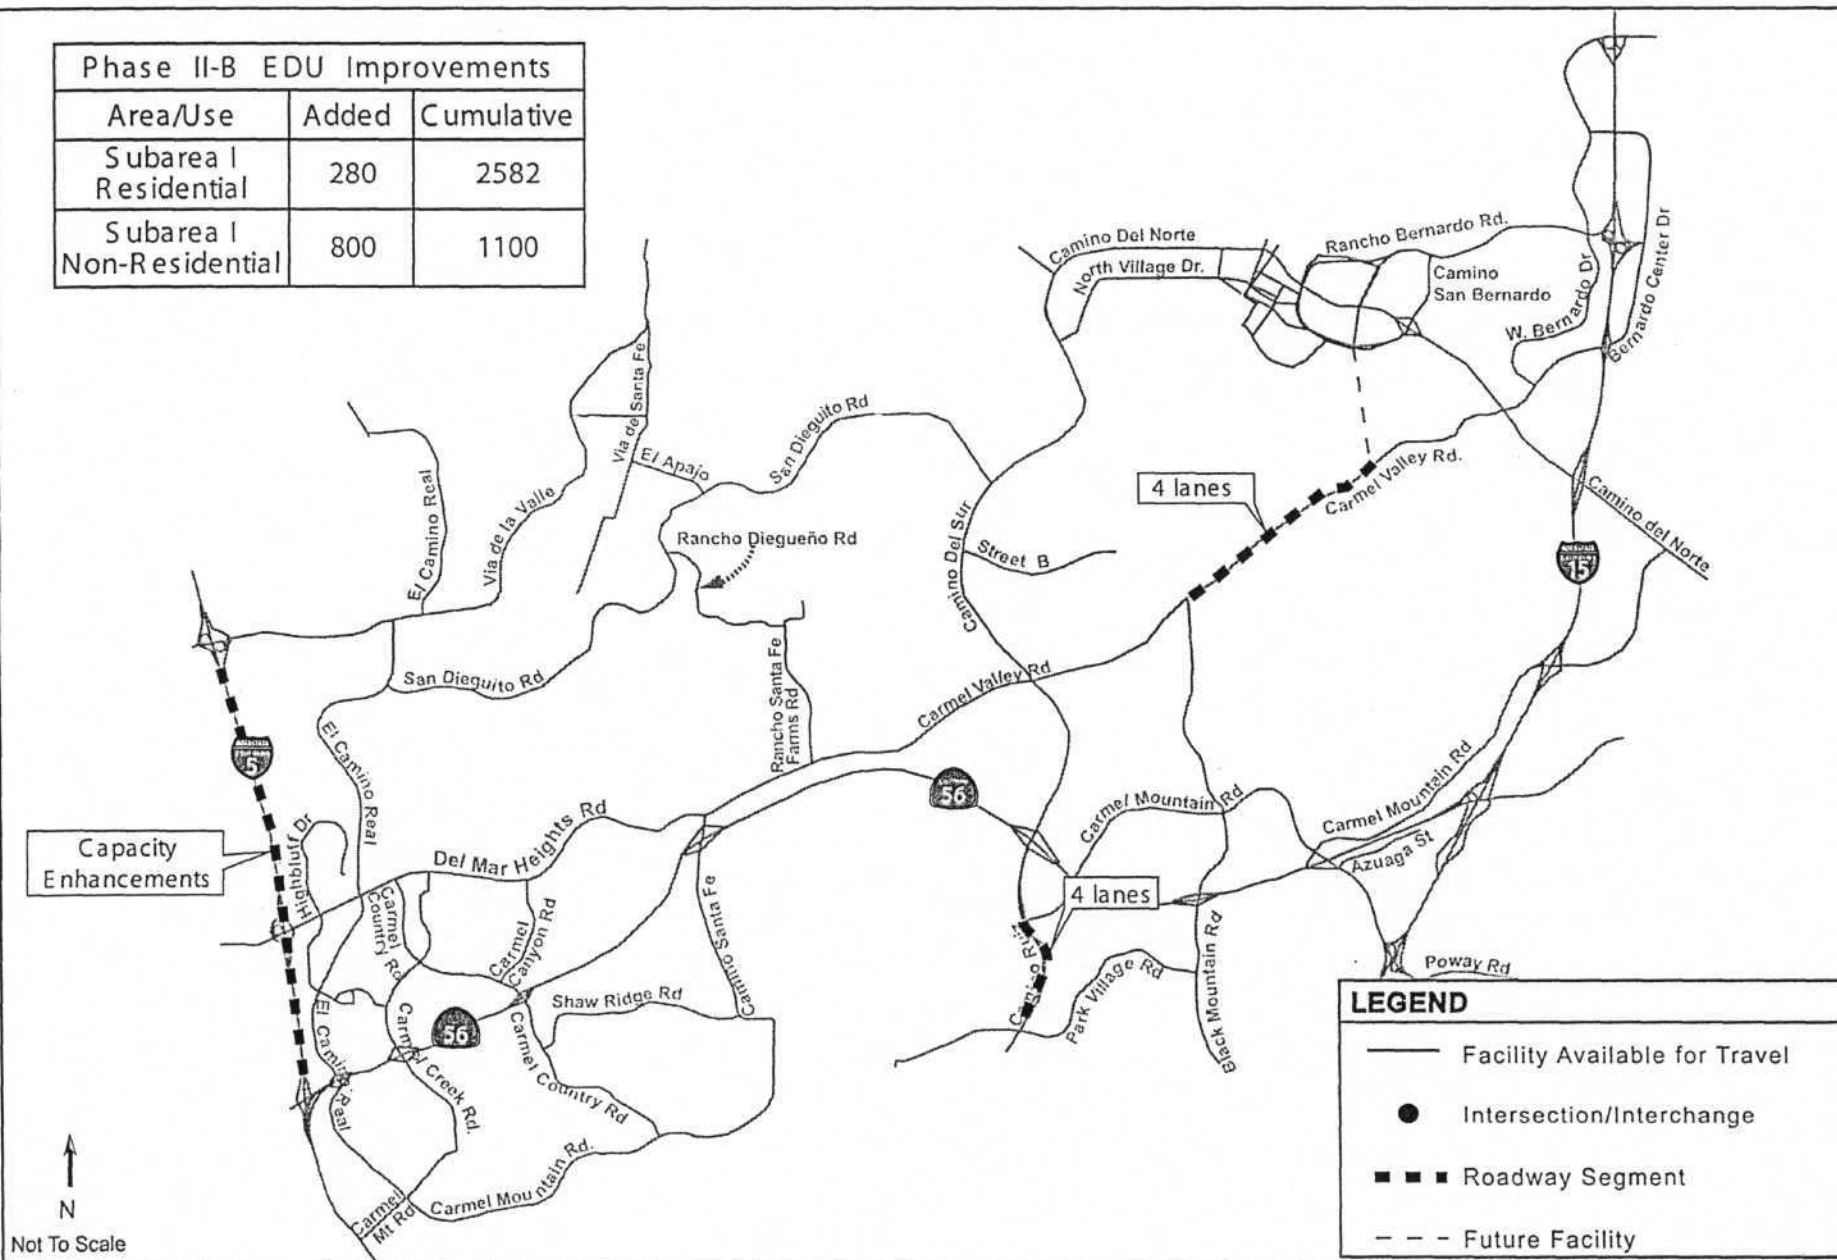 Phase II-B EDU Improvements
Area/Use Added Cumulative
Subarea I
Residential
280 2582
Subarea I
Non-Residential
800 1100
Camino Del Norte
North Village Dr.
Rancho Bernardo Rd.
Camino
San Bernardo
W. Bernardo Dr
Bernardo Center Dr
Via de Santa Fe
El Apajo
San Dieguito Rd
El Camino Real
Via de la Valle
Rancho Diegueño Rd
4 lanes
Carmel Valley Rd.
Camino del Norte
15
Camino Del Sur
Street B
San Dieguito Rd
Rancho Santa Fe
Farms Rd
Carmel Valley Rd
5
El Camino Real
56
Capacity
Enhancements
Highbluff Dr
Del Mar Heights Rd
Carmel Mountain Rd
Carmel Mountain Rd
Azuaga St
4 lanes
Carmel
Country Rd
Carmel
Canyon Rd
Camino Santa Fe
Black Mountain Rd
Park Village Rd
Poway Rd
Shaw Ridge Rd
56
El Camino Real
Carmel Creek Rd.
Carmel Country Rd
Carmel Mountain Rd.
Carmel
Mt Rd
N
Not To Scale
LEGEND
Facility Available for Travel
Intersection/Interchange
Roadway Segment
Future Facility